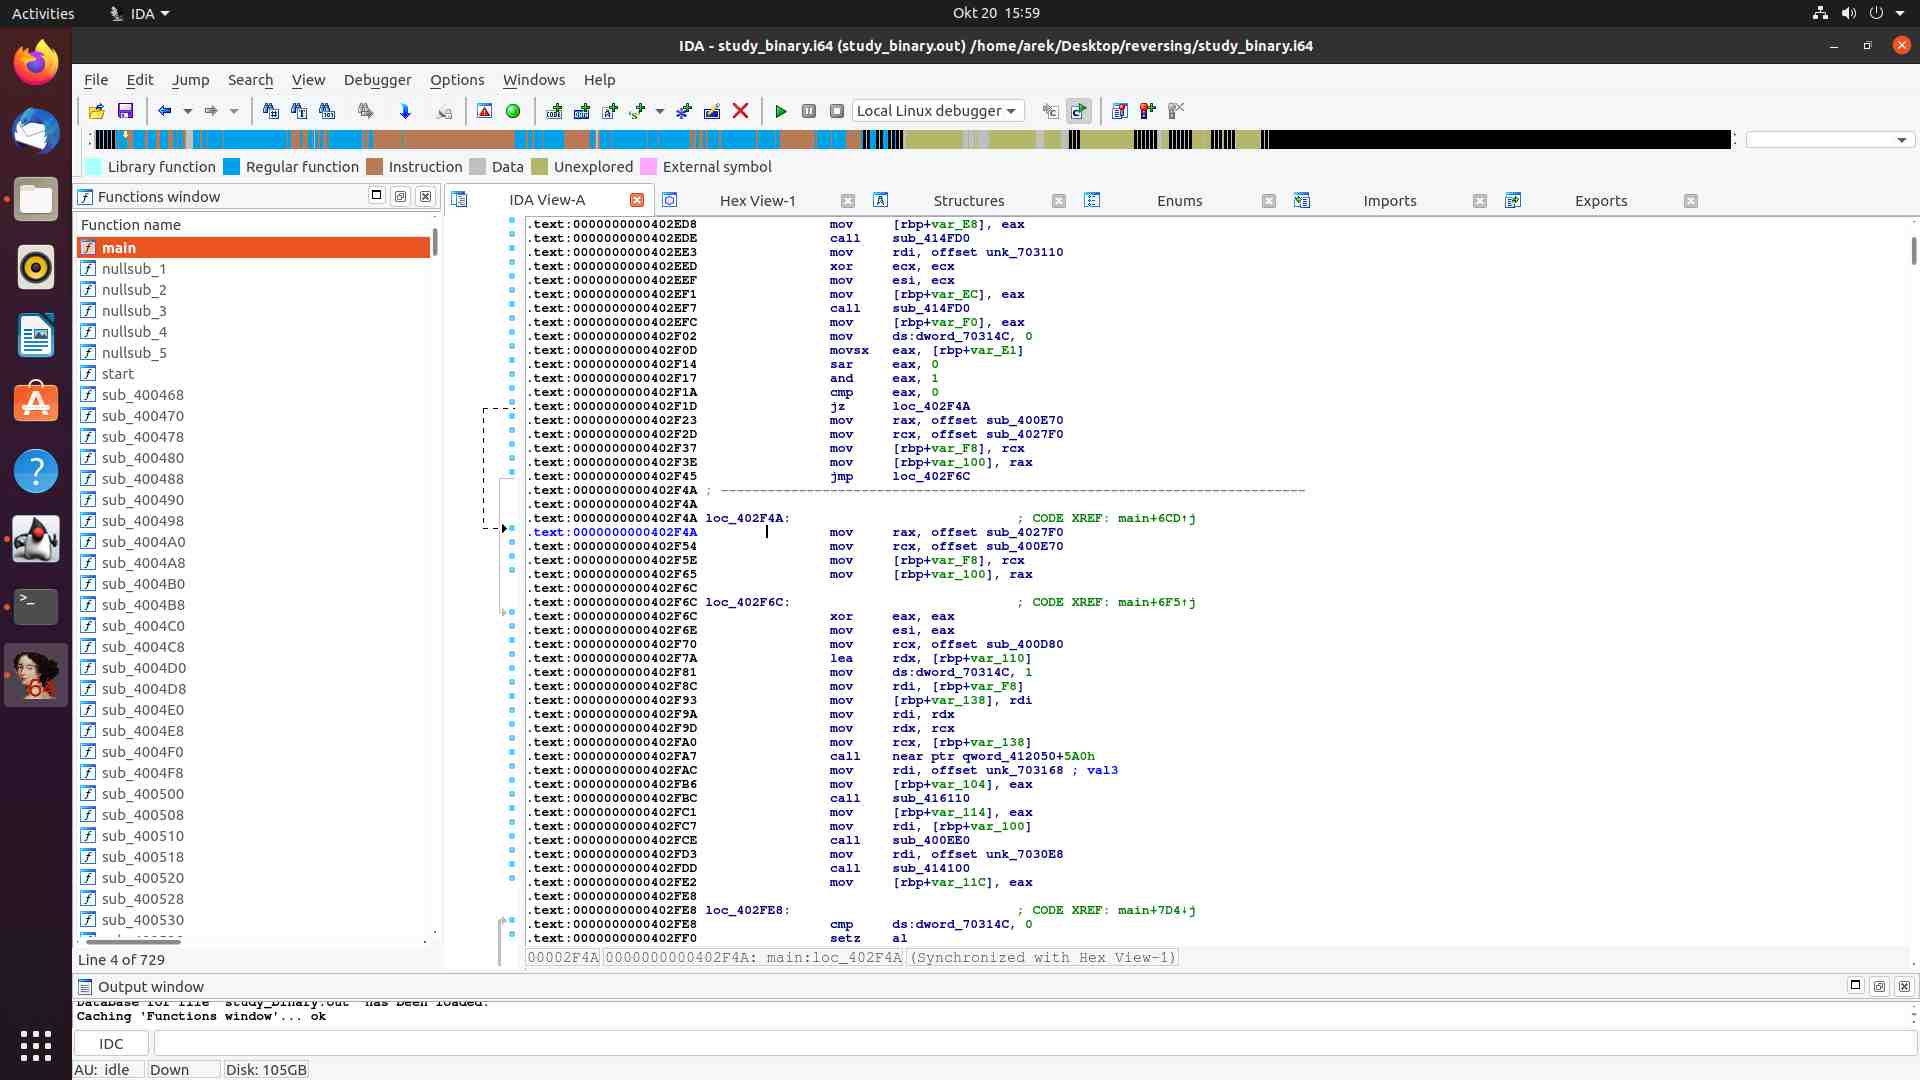 Activities
IDA
Okt 20 15:59
IDA - study_binary.i64 (study_binary.out) /home/arek/Desktop/reversing/study_binary.i64
File Edit Jump Search View Debugger Options Windows Help
Local Linux debugger
Library function Regular function Instruction Data Unexplored External symbol
Functions window
Function name
main
nullsub_1
nullsub_2
nullsub_3
nullsub_4
nullsub_5
start
sub_400468
sub_400470
sub_400478
sub_400480
sub_400488
sub_400490
sub_400498
sub_4004A0
sub_4004A8
sub_4004B0
sub_4004B8
sub_4004C0
sub_4004C8
sub_4004D0
sub_4004D8
sub_4004E0
sub_4004E8
sub_4004F0
sub_4004F8
sub_400500
sub_400508
sub_400510
sub_400518
sub_400520
sub_400528
sub_400530
Line 4 of 729
IDA View-A Hex View-1 Structures Enums Imports Exports
.text:0000000000402ED8 mov [rbp+var_E8], eax
.text:0000000000402EDE call sub_414FD0
.text:0000000000402EE3 mov rdi, offset unk_703110
.text:0000000000402EED xor ecx, ecx
.text:0000000000402EEF mov esi, ecx
.text:0000000000402EF1 mov [rbp+var_EC], eax
.text:0000000000402EF7 call sub_414FD0
.text:0000000000402EFC mov [rbp+var_F0], eax
.text:0000000000402F02 mov ds:dword_70314C, 0
.text:0000000000402F0D movsx eax, [rbp+var_E1]
.text:0000000000402F14 sar eax, 0
.text:0000000000402F17 and eax, 1
.text:0000000000402F1A cmp eax, 0
.text:0000000000402F1D jz loc_402F4A
.text:0000000000402F23 mov rax, offset sub_400E70
.text:0000000000402F2D mov rcx, offset sub_4027F0
.text:0000000000402F37 mov [rbp+var_F8], rcx
.text:0000000000402F3E mov [rbp+var_100], rax
.text:0000000000402F45 jmp loc_402F6C
.text:0000000000402F4A ; ---------------------------------------------------------------------------
.text:0000000000402F4A
.text:0000000000402F4A loc_402F4A: ; CODE XREF: main+6CD↑j
.text:0000000000402F4A mov rax, offset sub_4027F0
.text:0000000000402F54 mov rcx, offset sub_400E70
.text:0000000000402F5E mov [rbp+var_F8], rcx
.text:0000000000402F65 mov [rbp+var_100], rax
.text:0000000000402F6C
.text:0000000000402F6C loc_402F6C: ; CODE XREF: main+6F5↑j
.text:0000000000402F6C xor eax, eax
.text:0000000000402F6E mov esi, eax
.text:0000000000402F70 mov rcx, offset sub_400D80
.text:0000000000402F7A lea rdx, [rbp+var_110]
.text:0000000000402F81 mov ds:dword_70314C, 1
.text:0000000000402F8C mov rdi, [rbp+var_F8]
.text:0000000000402F93 mov [rbp+var_138], rdi
.text:0000000000402F9A mov rdi, rdx
.text:0000000000402F9D mov rdx, rcx
.text:0000000000402FA0 mov rcx, [rbp+var_138]
.text:0000000000402FA7 call near ptr qword_412050+5A0h
.text:0000000000402FAC mov rdi, offset unk_703168 ; val3
.text:0000000000402FB6 mov [rbp+var_104], eax
.text:0000000000402FBC call sub_416110
.text:0000000000402FC1 mov [rbp+var_114], eax
.text:0000000000402FC7 mov rdi, [rbp+var_100]
.text:0000000000402FCE call sub_400EE0
.text:0000000000402FD3 mov rdi, offset unk_7030E8
.text:0000000000402FDD call sub_414100
.text:0000000000402FE2 mov [rbp+var_11C], eax
.text:0000000000402FE8
.text:0000000000402FE8 loc_402FE8: ; CODE XREF: main+7D4↓j
.text:0000000000402FE8 cmp ds:dword_70314C, 0
.text:0000000000402FF0 setz al
00002F4A 0000000000402F4A: main:loc_402F4A (Synchronized with Hex View-1)
Output window
Database for file 'study_binary.out' has been loaded.
Caching 'Functions window'... ok
IDC
AU: idle Down Disk: 105GB
64